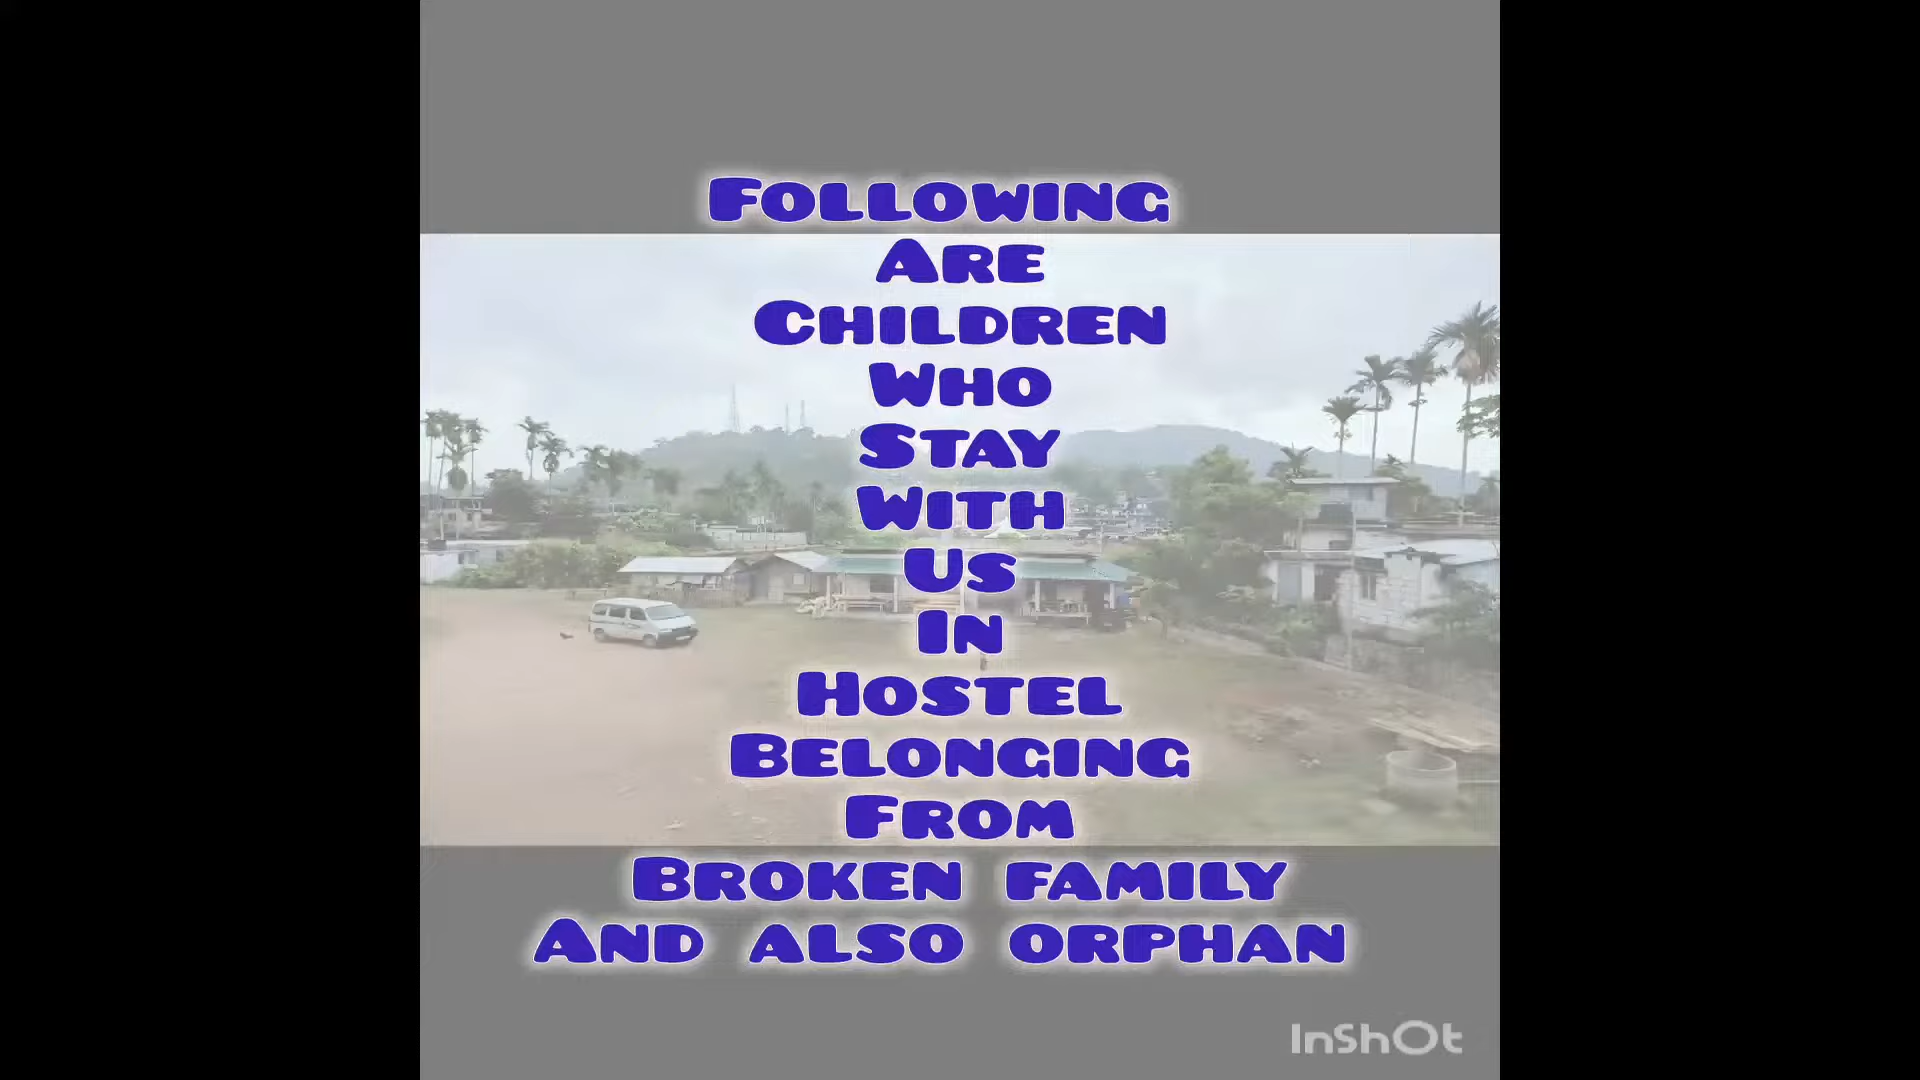 Following
Are
Children
Who
Stay
With
Us
In
Hostel
Belonging
From
Broken family
And also orphan
InShOt